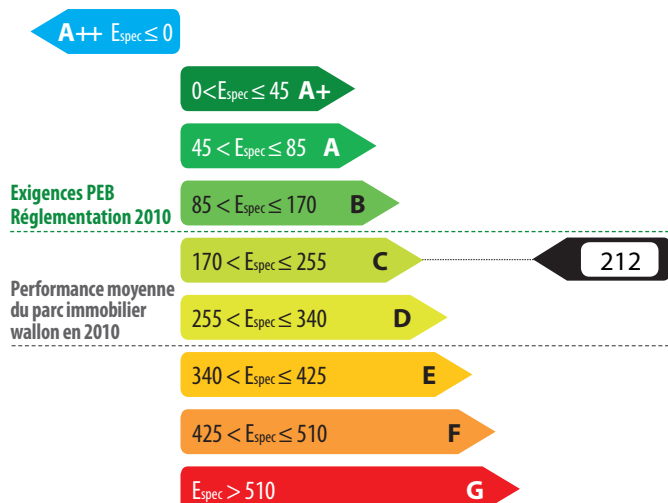 A++ Espec ≤ 0
0<Espec ≤ 45 A+
45 < Espec ≤ 85 A
Exigences PEB
Réglementation 2010
85 < Espec ≤ 170 B
170 < Espec ≤ 255 C
212
Performance moyenne
du parc immobilier
wallon en 2010
255 < Espec ≤ 340 D
340 < Espec ≤ 425 E
425 < Espec ≤ 510 F
Espec > 510 G